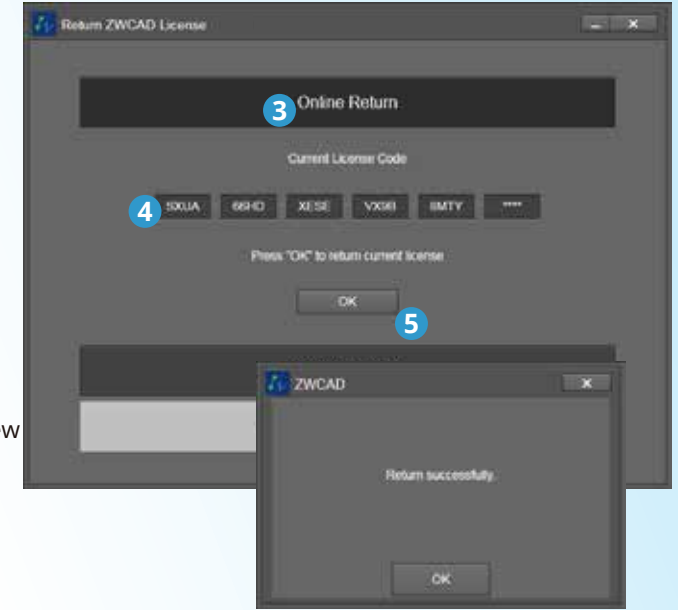 Return ZWCAD License
3 Online Return
Current License Code
4 SXUA 66HD XESE VX9B 8MTY ****
Press "OK" to return current license
OK
5
ZWCAD
Return successfully.
OK